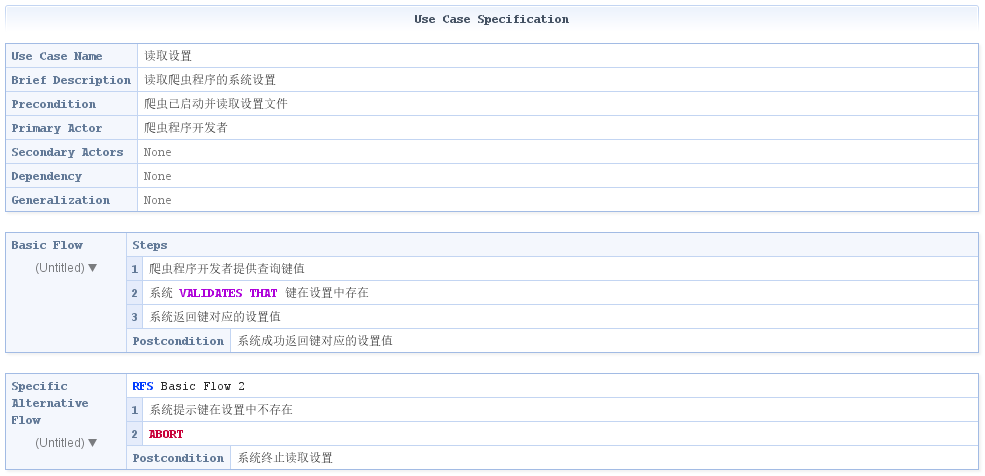 Use Case Specification
Use Case Name 读取设置
Brief Description 读取爬虫程序的系统设置
Precondition 爬虫已启动并读取设置文件
Primary Actor 爬虫程序开发者
Secondary Actors None
Dependency None
Generalization None
Basic Flow Steps
(Untitled) ▼
1 爬虫程序开发者提供查询键值
2 系统 VALIDATES THAT 键在设置中存在
3 系统返回键对应的设置值
Postcondition 系统成功返回键对应的设置值
Specific Alternative Flow RFS Basic Flow 2
(Untitled) ▼
1 系统提示键在设置中不存在
2 ABORT
Postcondition 系统终止读取设置